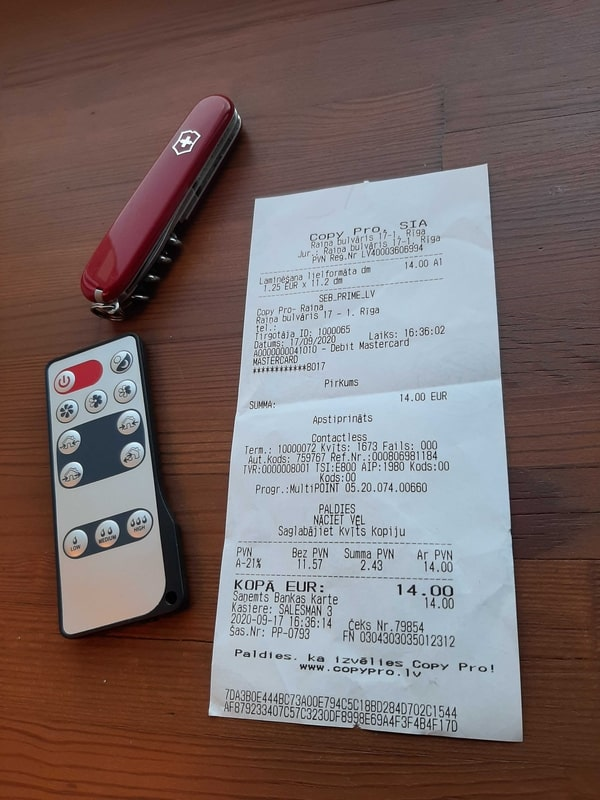 Copy Pro, SIA
Raiņa bulvāris 17-1, Rīga
Jur.: Raiņa bulvāris 17-1, Rīga
PVN Reg.Nr LV40003606994
Laminēšana lielformāta dm 14.00 A1
1.25 EUR x 11.2 dm
SEB.PRIME.LV
Copy Pro- Raiņa
Raiņa bulvāris 17 - 1. Rīga
tel.:
Tirgotāja ID: 1000065
Datums: 17/09/2020 Laiks: 16:36:02
A0000000041010 - Debit Mastercard
MASTERCARD
************8017
Pirkums
SUMMA: 14.00 EUR
Apstiprināts
Contactless
Term.: 10000072 Kvīts: 1673 Fails: 000
Aut.Kods: 759767 Ref.Nr.:000806981184
TVR:0000008001 TSI:E800 AIP:1980 Kods:00
Kods:00
Progr.:MultiPOINT 05.20.074.00660
PALDIES
NĀCIET VĒL
Saglabājiet Kvīts Kopiju
PVN Bez PVN Summa PVN Ar PVN
A-21% 11.57 2.43 14.00
KOPĀ EUR: 14.00
Saņemts Bankas Karte 14.00
Kasiere: SALESMAN 3
2020-09-17 16:36:14 Čeks Nr.79854
Šas.Nr: PP-0793 FN 0304303035012312
Paldies, ka izvēlies Copy Pro!
www.copypro.lv
7DA3B0E444BC73A00E794C5C18BD284D702C1544
AF879233407C57C3230DF8998E69A4F3F4B4F17D
LOW
MEDIUM
HIGH